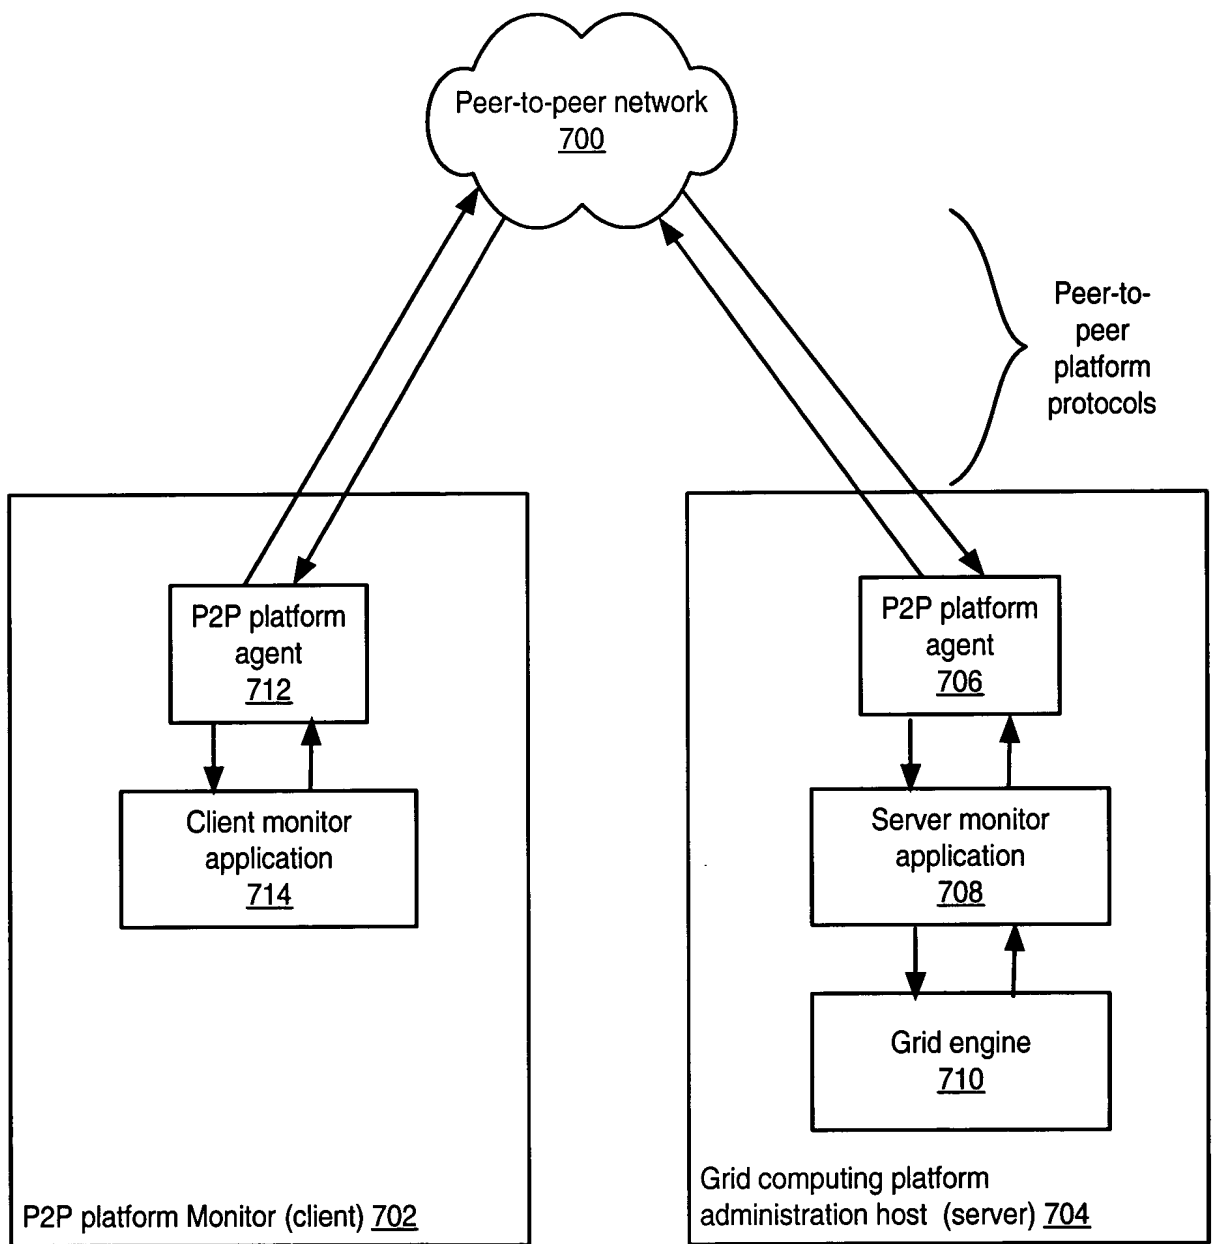 Peer-to-peer network
700
Peer-to-
peer
platform
protocols
P2P platform
agent
712
Client monitor
application
714
P2P platform Monitor (client) 702
P2P platform
agent
706
Server monitor
application
708
Grid engine
710
Grid computing platform
administration host (server) 704